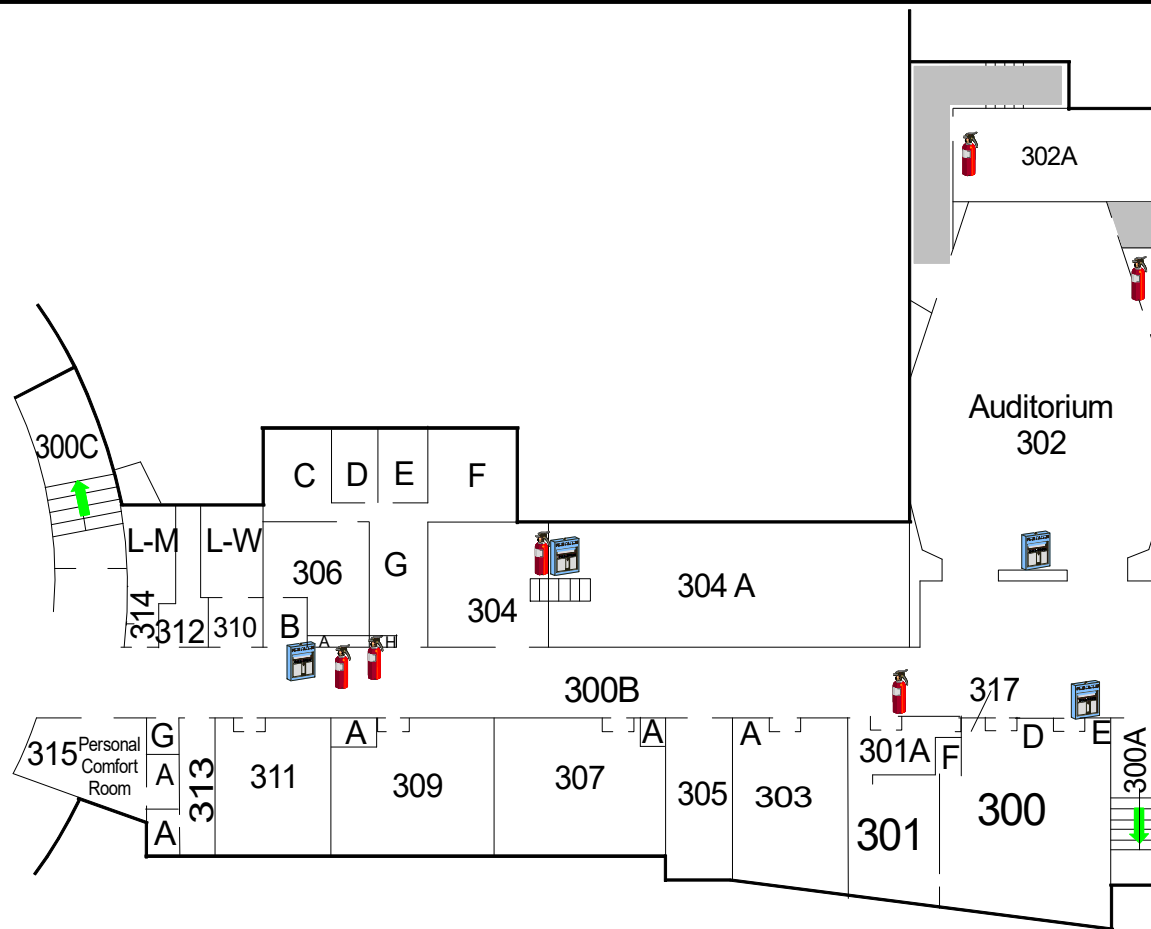 302A
Auditorium
302
300C
C
D
E
F
L-M
L-W
306
G
304 A
314
312
310
B
304
A
H
300B
317
G
A
A
A
D
E
315
Personal
Comfort
Room
A
313
311
309
307
305
303
301A
F
300A
300
301
A